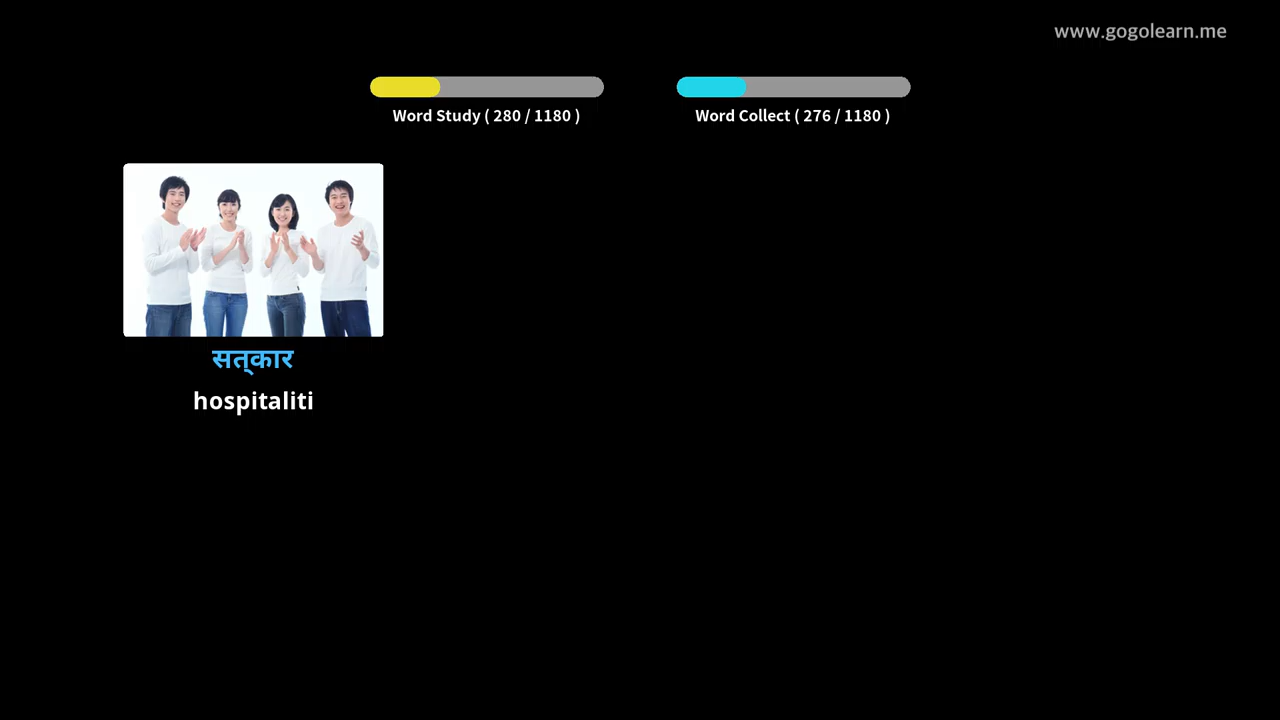 www.gogolearn.me
Word Study ( 280 / 1180 )
Word Collect ( 276 / 1180 )
सत्‌कार
hospitaliti